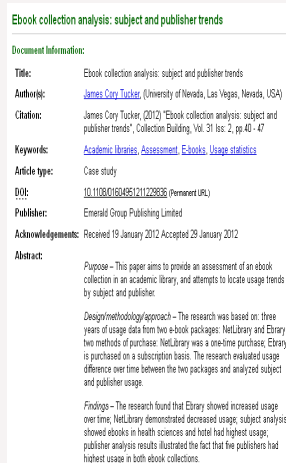 Ebook collection analysis: subject and publisher trends
Document Information:
Title: Ebook collection analysis: subject and publisher trends
Author(s): James Cory Tucker, (University of Nevada, Las Vegas, Nevada, USA)
Citation: James Cory Tucker, (2012) "Ebook collection analysis: subject and
publisher trends", Collection Building, Vol. 31 Iss: 2, pp.40 - 47
Keywords: Academic libraries, Assessment, E-books, Usage statistics
Article type: Case study
DOI: 10.1108/01604951211229836 (Permanent URL)
Publisher: Emerald Group Publishing Limited
Acknowledgements: Received 19 January 2012 Accepted 29 January 2012
Abstract:
Purpose – This paper aims to provide an assessment of an ebook
collection in an academic library, and attempts to locate usage trends
by subject and publisher.
Design/methodology/approach – The research was based on: three
years of usage data from two e-book packages: NetLibrary and Ebrary
two methods of purchase: NetLibrary was a one-time purchase; Ebrary
is purchased on a subscription basis. The research evaluated usage
difference over time between the two packages and analyzed subject
and publisher usage.
Findings – The research found that Ebrary showed increased usage
over time; NetLibrary demonstrated decreased usage; subject analysis
showed ebooks in health sciences and hotel had highest usage;
publisher analysis results illustrated the fact that five publishers had
highest usage in both ebook collections.